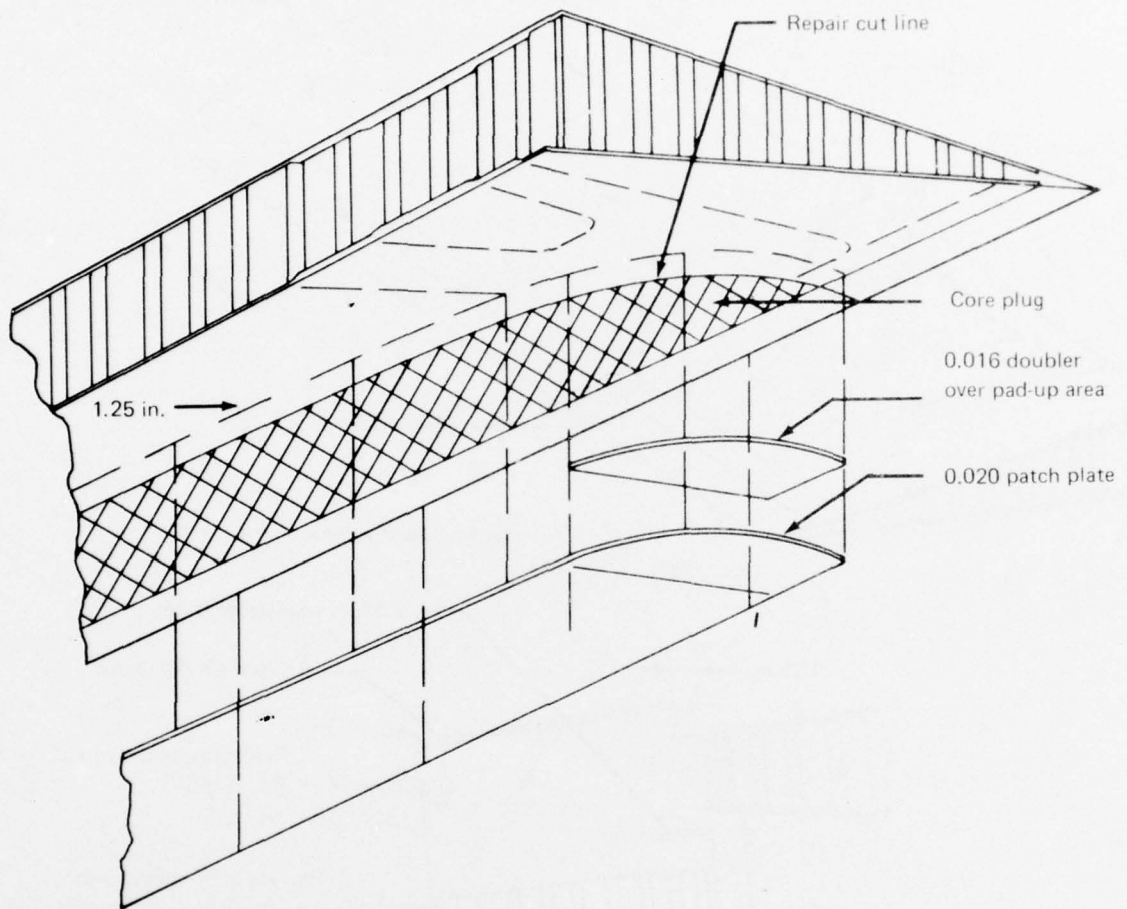 Repair cut line
Core plug
0.016 doubler
over pad-up area
1.25 in.
0.020 patch plate